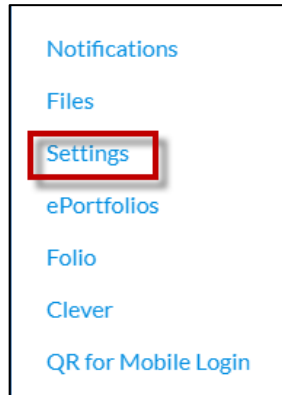 Notifications
Files
Settings
ePortfolios
Folio
Clever
QR for Mobile Login